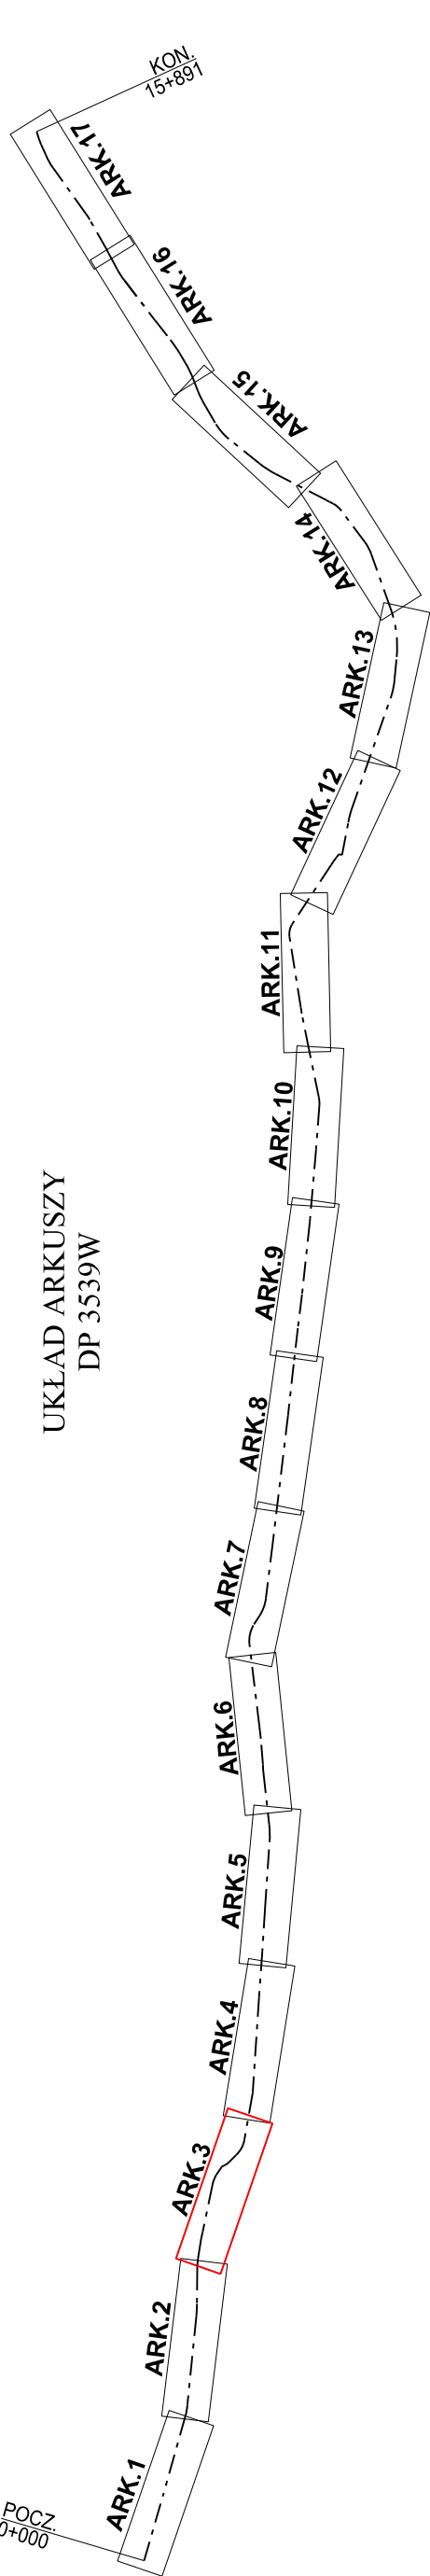 KON.
15+891
ARK.17
ARK.16
ARK.15
ARK.14
ARK.13
ARK.12
ARK.11
ARK.10
UKŁAD ARKUSZY
DP 3539W
ARK.9
ARK.8
ARK.7
ARK.6
ARK.5
ARK.4
ARK.3
ARK.2
ARK.1
POCZ.
0+000